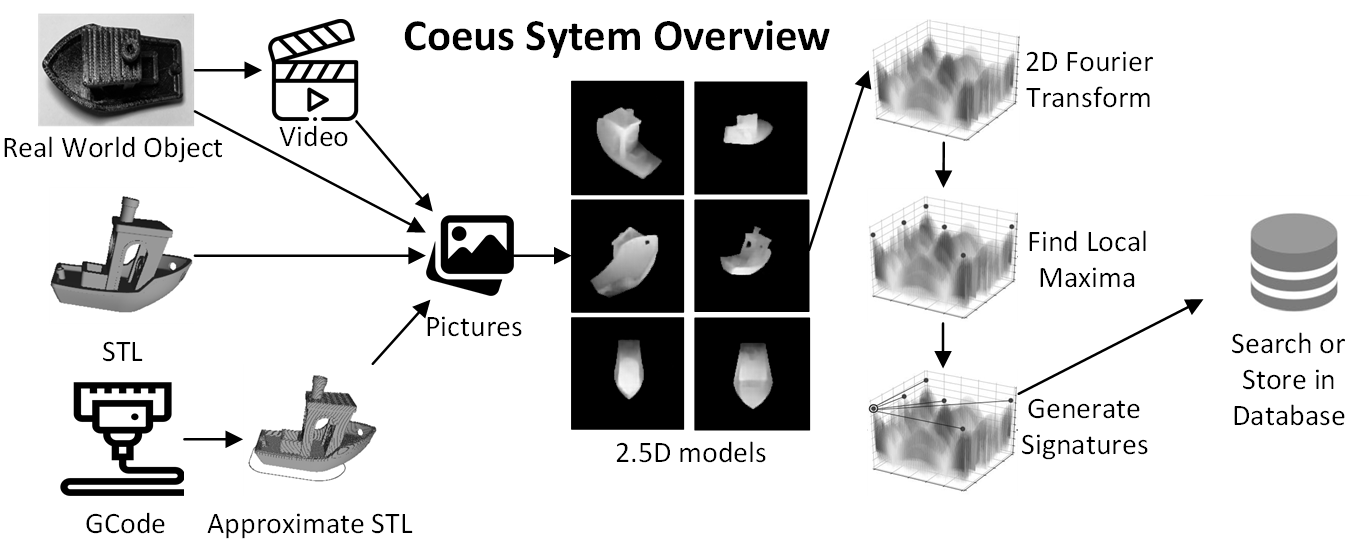 Coeus Sytem Overview
Real World Object
Video
STL
GCode
Approximate STL
Pictures
2.5D models
2D Fourier
Transform
Find Local
Maxima
Generate
Signatures
Search or
Store in
Database